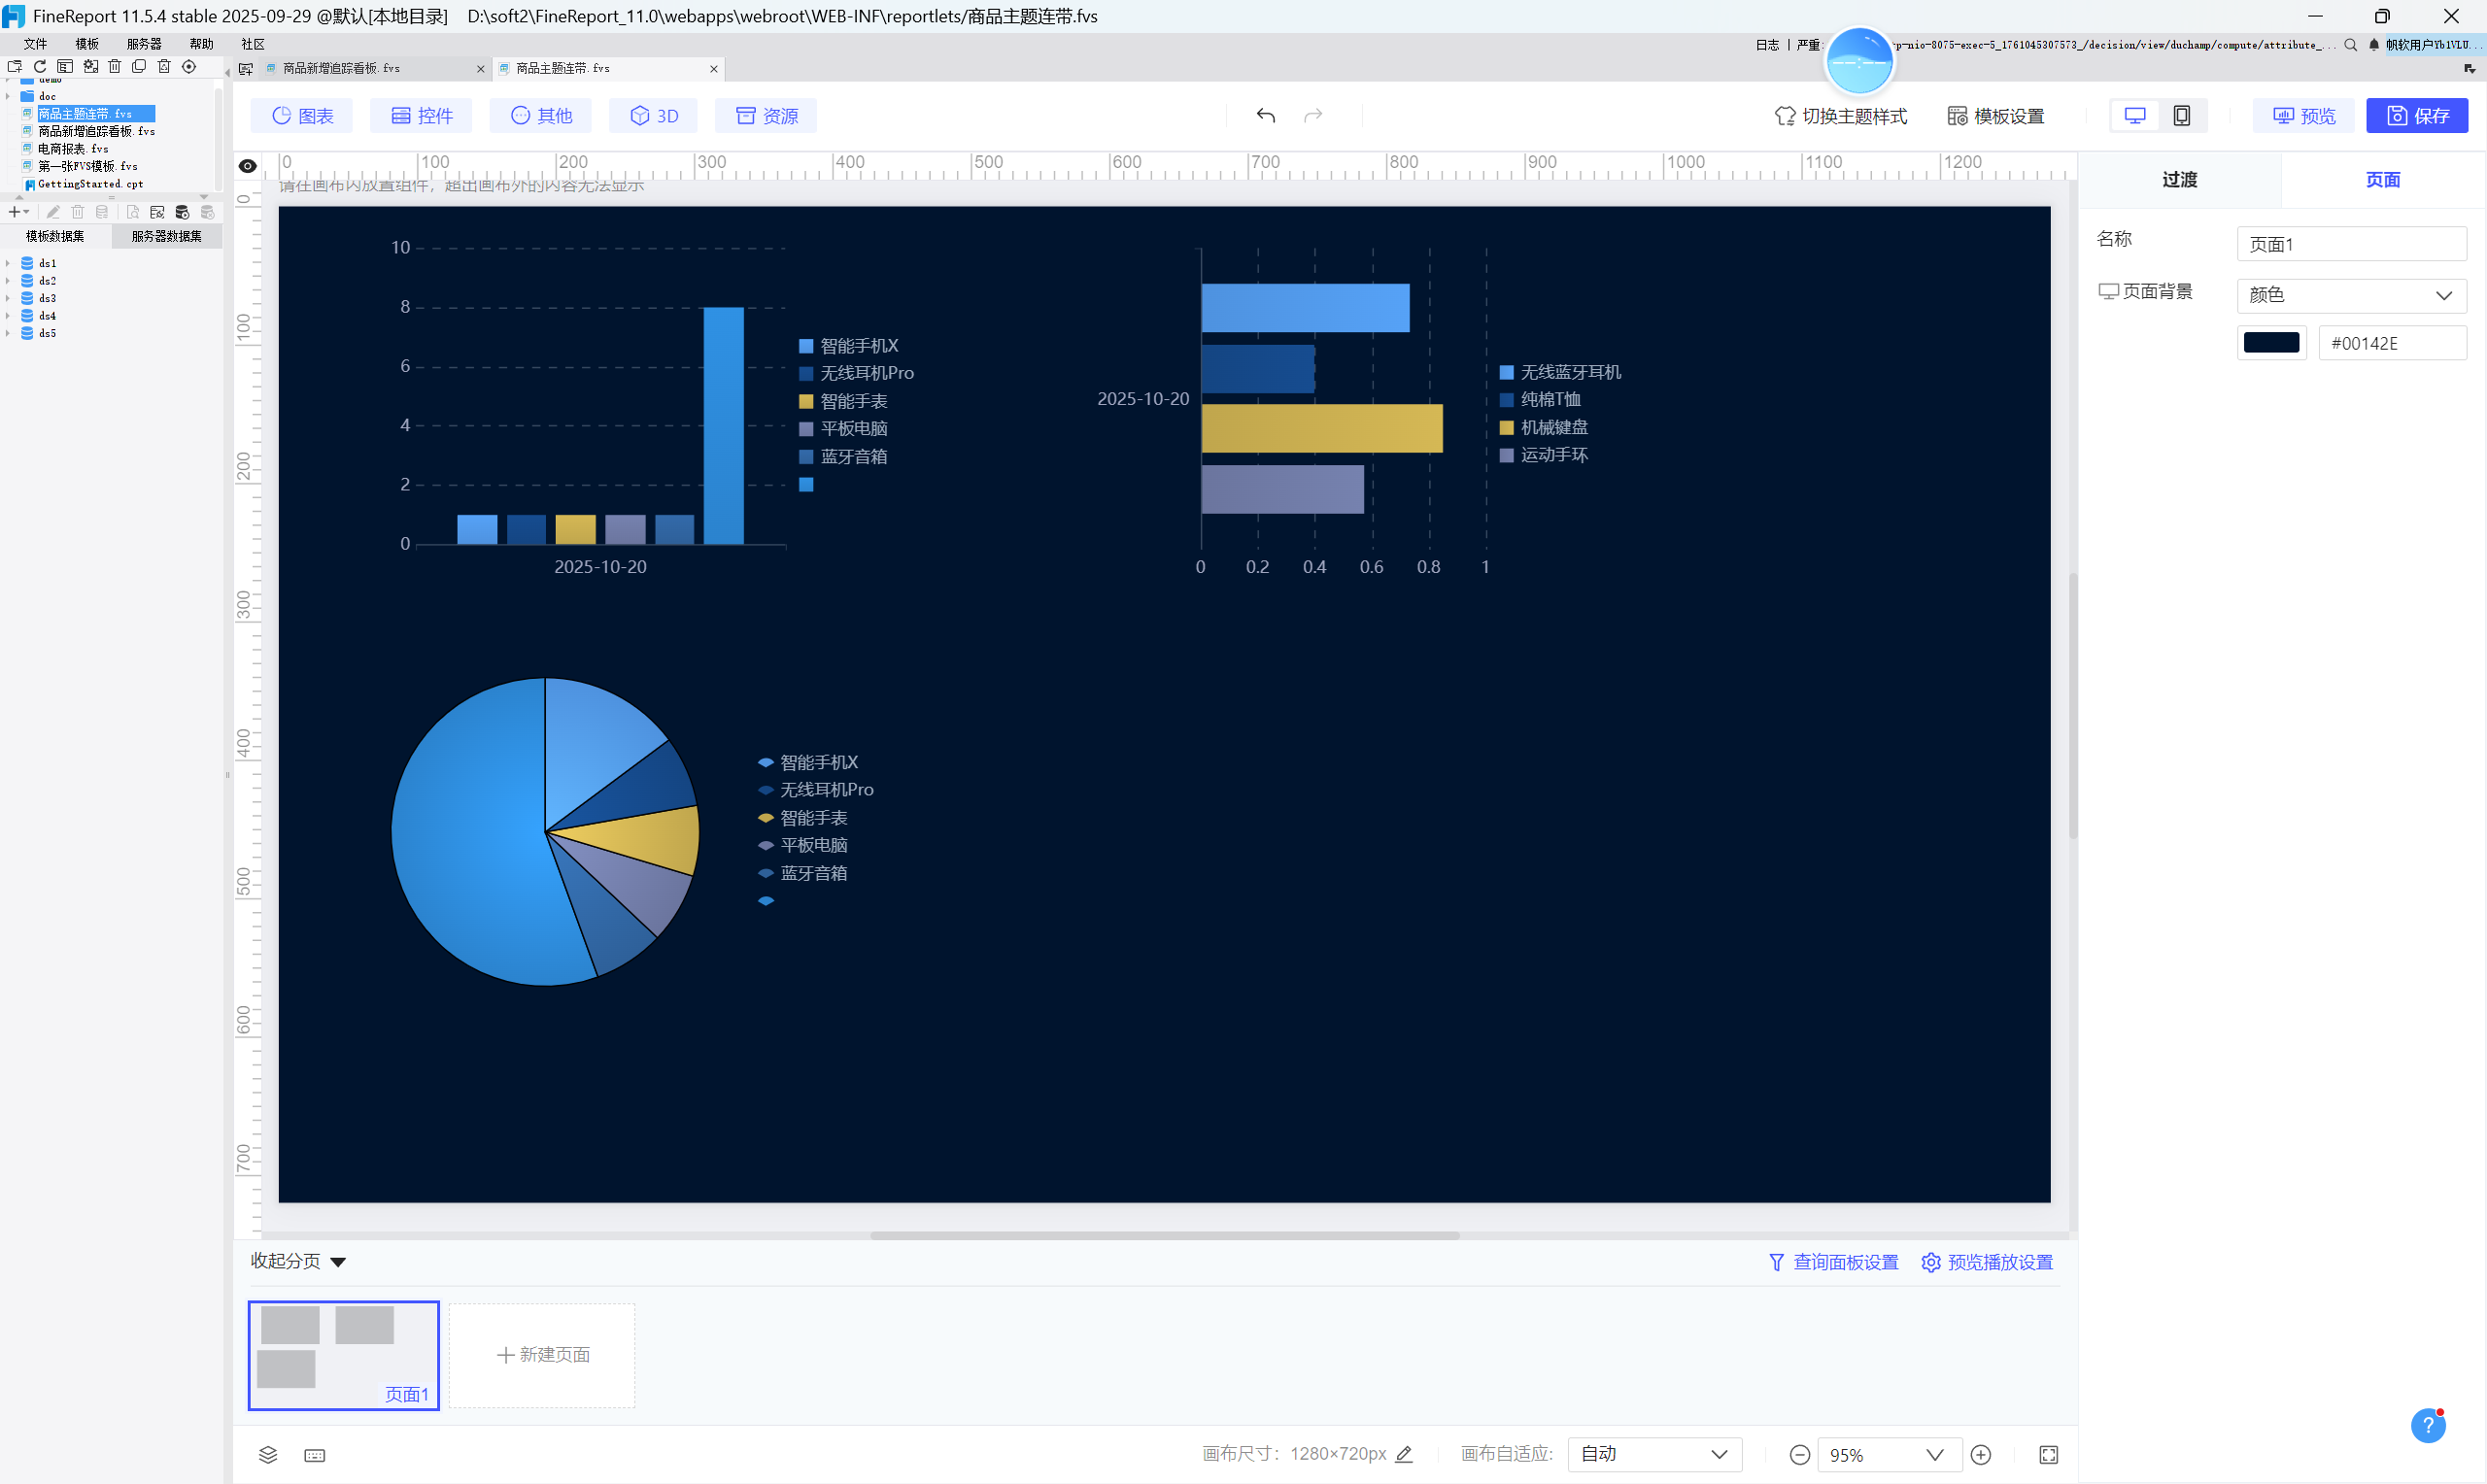 FineReport 11.5.4 stable 2025-09-29 @默认[本地目录] D:\soft2\FineReport_11.0\webapps\webroot\WEB-INF\reportlets/商品主题连带.fvs
文件 模板 服务器 帮助 社区
日志 | 严重: p-nio-8075-exec-5_1761045307573_/decision/view/duchamp/compute/attribute_...
帆软用户Yb1VLU...
商品新增追踪看板.fvs
商品主题连带.fvs
demo
doc
商品主题连带.fvs
商品新增追踪看板.fvs
电商报表.fvs
第一张FVS模板.fvs
GettingStarted.cpt
模板数据集 服务器数据集
ds1
ds2
ds3
ds4
ds5
图表 控件 其他 3D 资源
切换主题样式 模板设置 预览 保存
0 100 200 300 400 500 600 700 800 900 1000 1100 1200
请在画布内放置组件，超出画布外的内容无法显示
0
100
200
300
400
500
600
700
10
8
6
4
2
0
2025-10-20
智能手机X
无线耳机Pro
智能手表
平板电脑
蓝牙音箱
2025-10-20
0 0.2 0.4 0.6 0.8 1
无线蓝牙耳机
纯棉T恤
机械键盘
运动手环
智能手机X
无线耳机Pro
智能手表
平板电脑
蓝牙音箱
过渡 页面
名称 页面1
页面背景 颜色
#00142E
收起分页
查询面板设置 预览播放设置
页面1
新建页面
画布尺寸: 1280×720px 画布自适应: 自动 95%
?